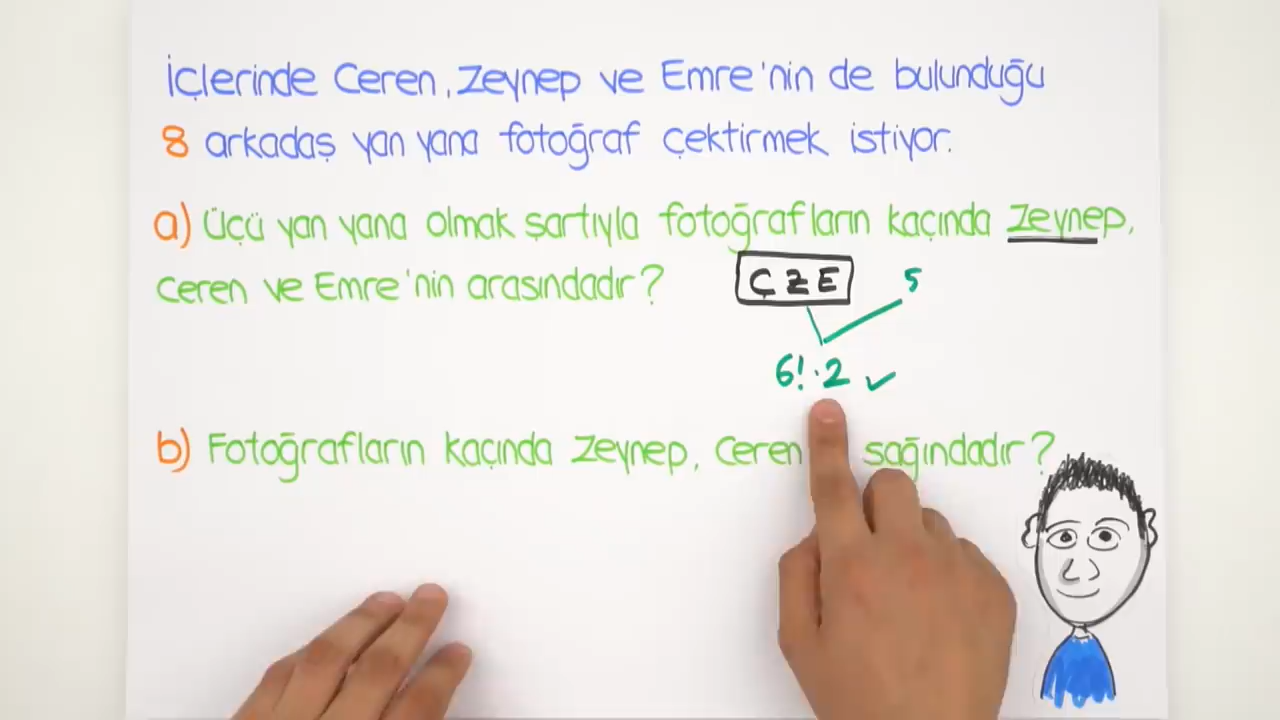 İçlerinde Ceren, Zeynep ve Emre'nin de bulunduğu
8 arkadaş yan yana fotoğraf çektirmek istiyor.
a) Üçü yan yana olmak şartıyla fotoğrafların kaçında Zeynep,
Ceren ve Emre'nin arasındadır?
C Z E 5
6! · 2 ✓
b) Fotoğrafların kaçında Zeynep, Ceren sağındadır?